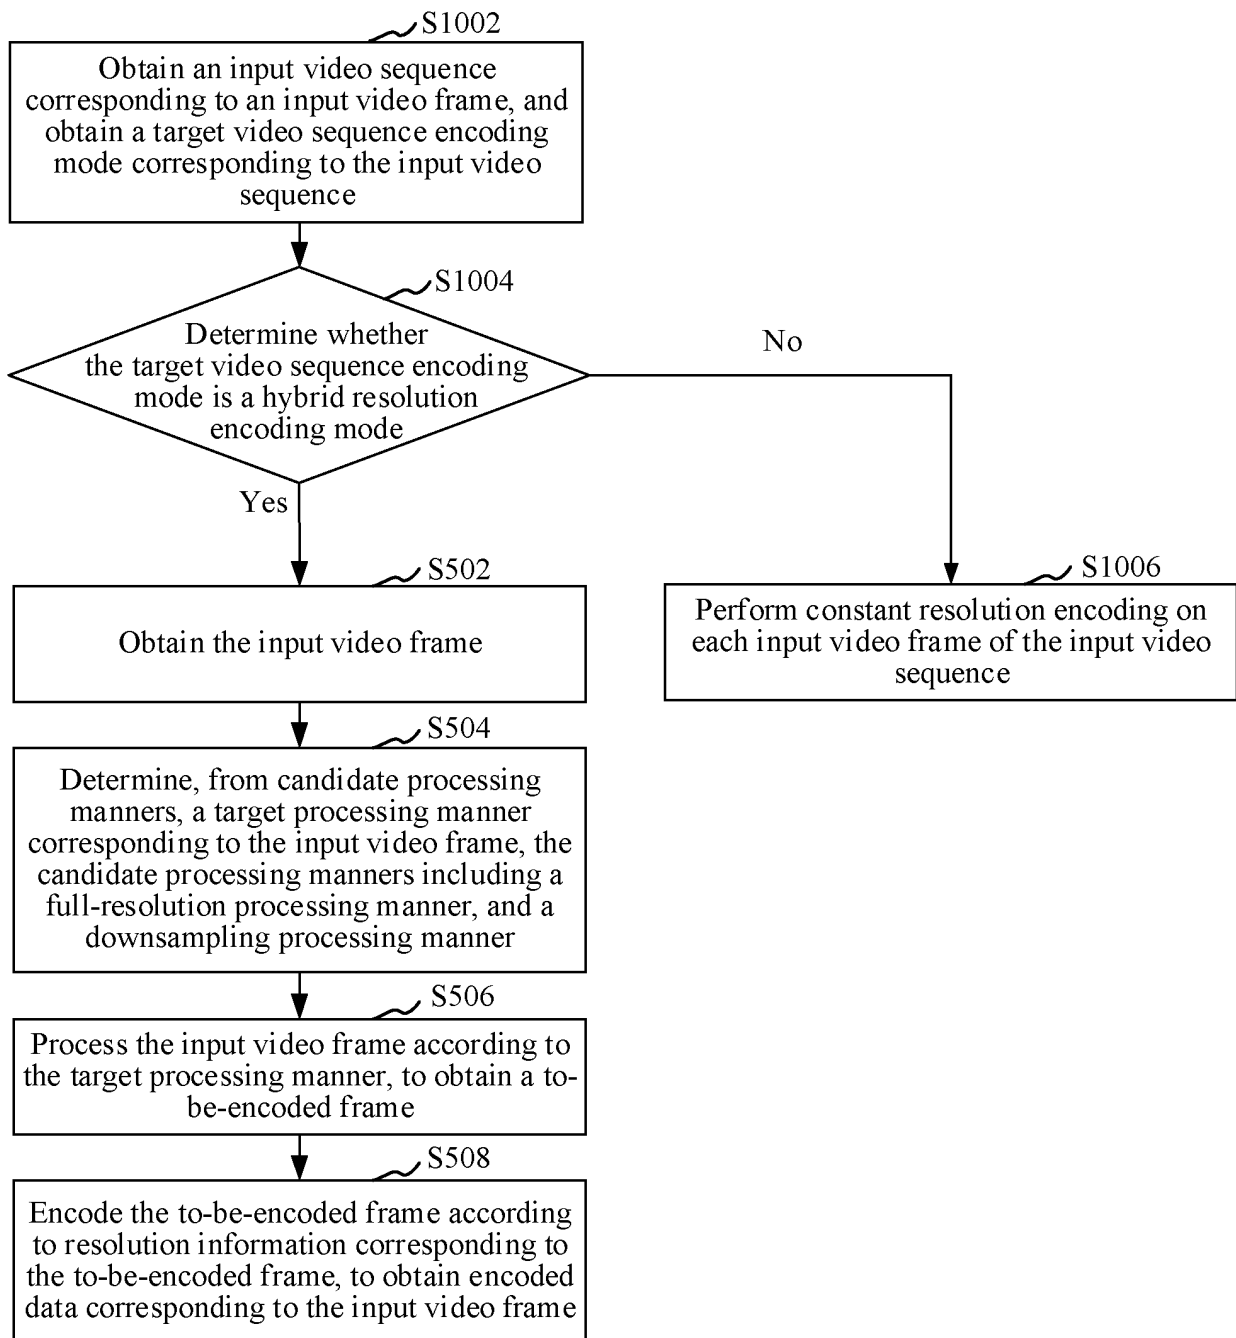 S1002
Obtain an input video sequence
corresponding to an input video frame, and
obtain a target video sequence encoding
mode corresponding to the input video
sequence
S1004
Determine whether
the target video sequence encoding
mode is a hybrid resolution
encoding mode
No
Yes
S502
Obtain the input video frame
S1006
Perform constant resolution encoding on
each input video frame of the input video
sequence
S504
Determine, from candidate processing
manners, a target processing manner
corresponding to the input video frame, the
candidate processing manners including a
full-resolution processing manner, and a
downsampling processing manner
S506
Process the input video frame according to
the target processing manner, to obtain a to-
be-encoded frame
S508
Encode the to-be-encoded frame according
to resolution information corresponding to
the to-be-encoded frame, to obtain encoded
data corresponding to the input video frame